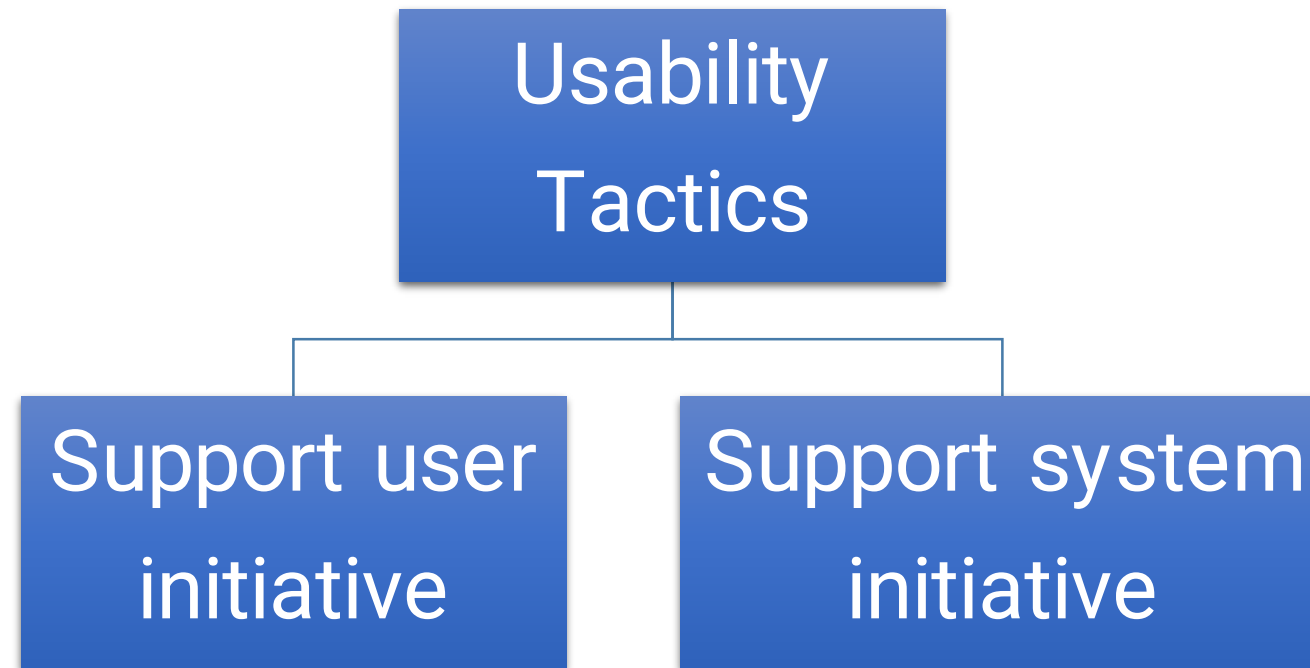 Usability
Tactics
Support user
initiative
Support system
initiative